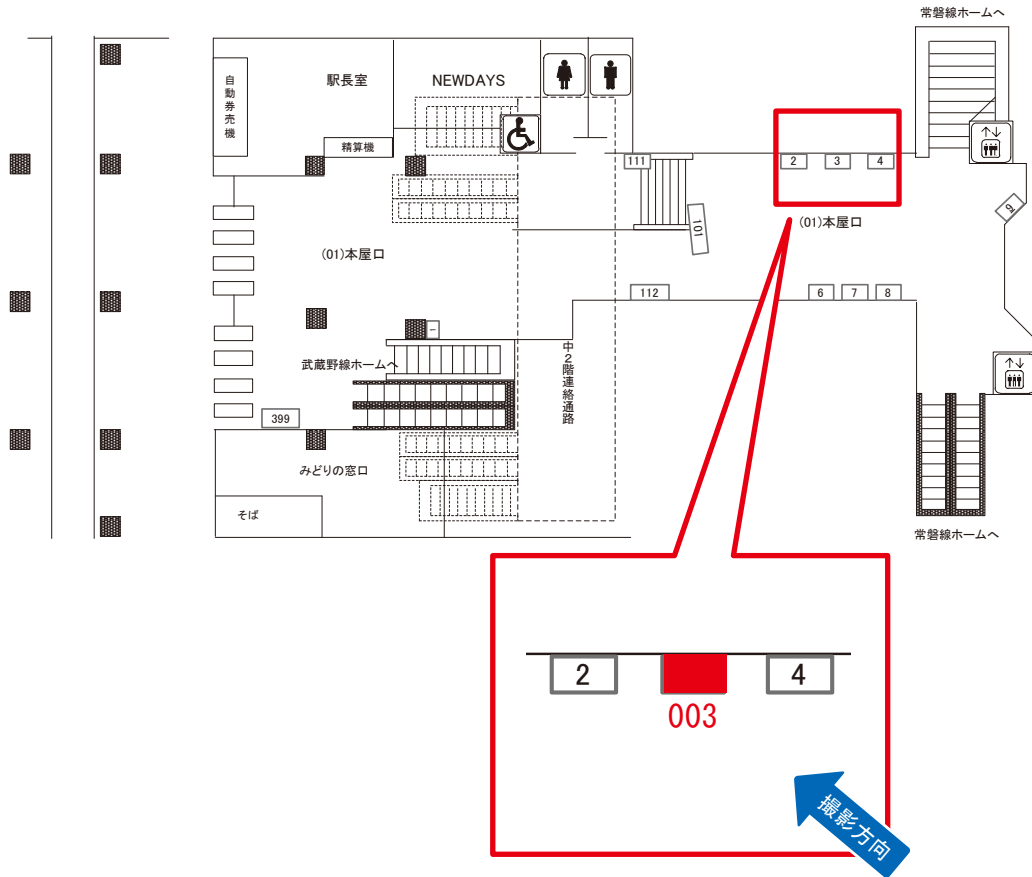 常磐線ホームへ
自動券売機
駅長室
NEWDAYS
精算機
111
2
3
4
101
(01)本屋口
(01)本屋口
112
6
7
8
1
武蔵野線ホームへ
中2階連絡通路
399
みどりの窓口
そば
常磐線ホームへ
2
4
003
撮影方向